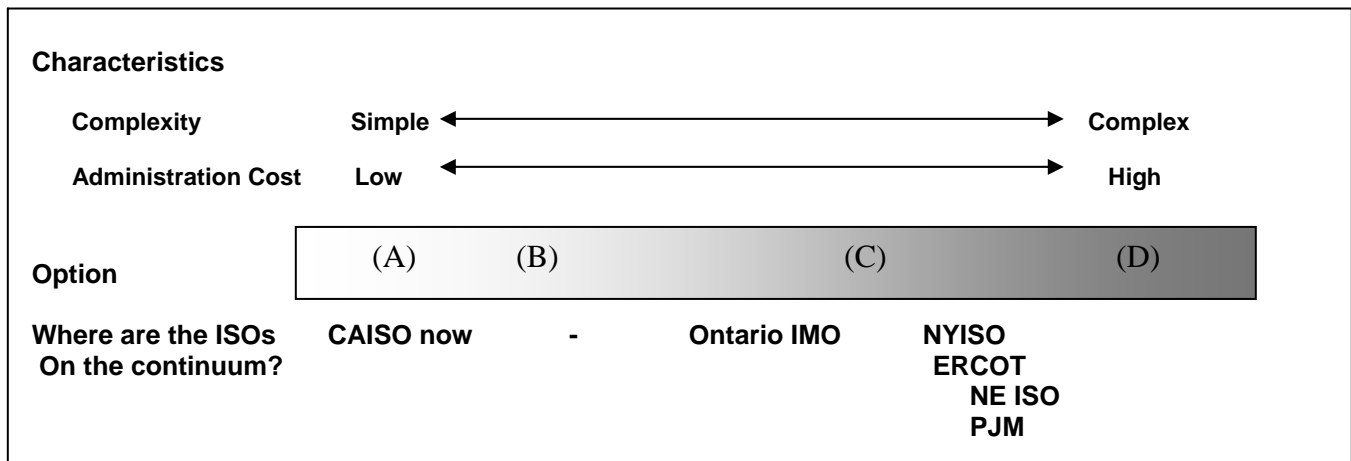 Characteristics
Complexity Simple Complex
Administration Cost Low High
(A) (B) (C) (D)
Option
Where are the ISOs CAISO now - Ontario IMO NYISO
On the continuum? ERCOT
NE ISO
PJM